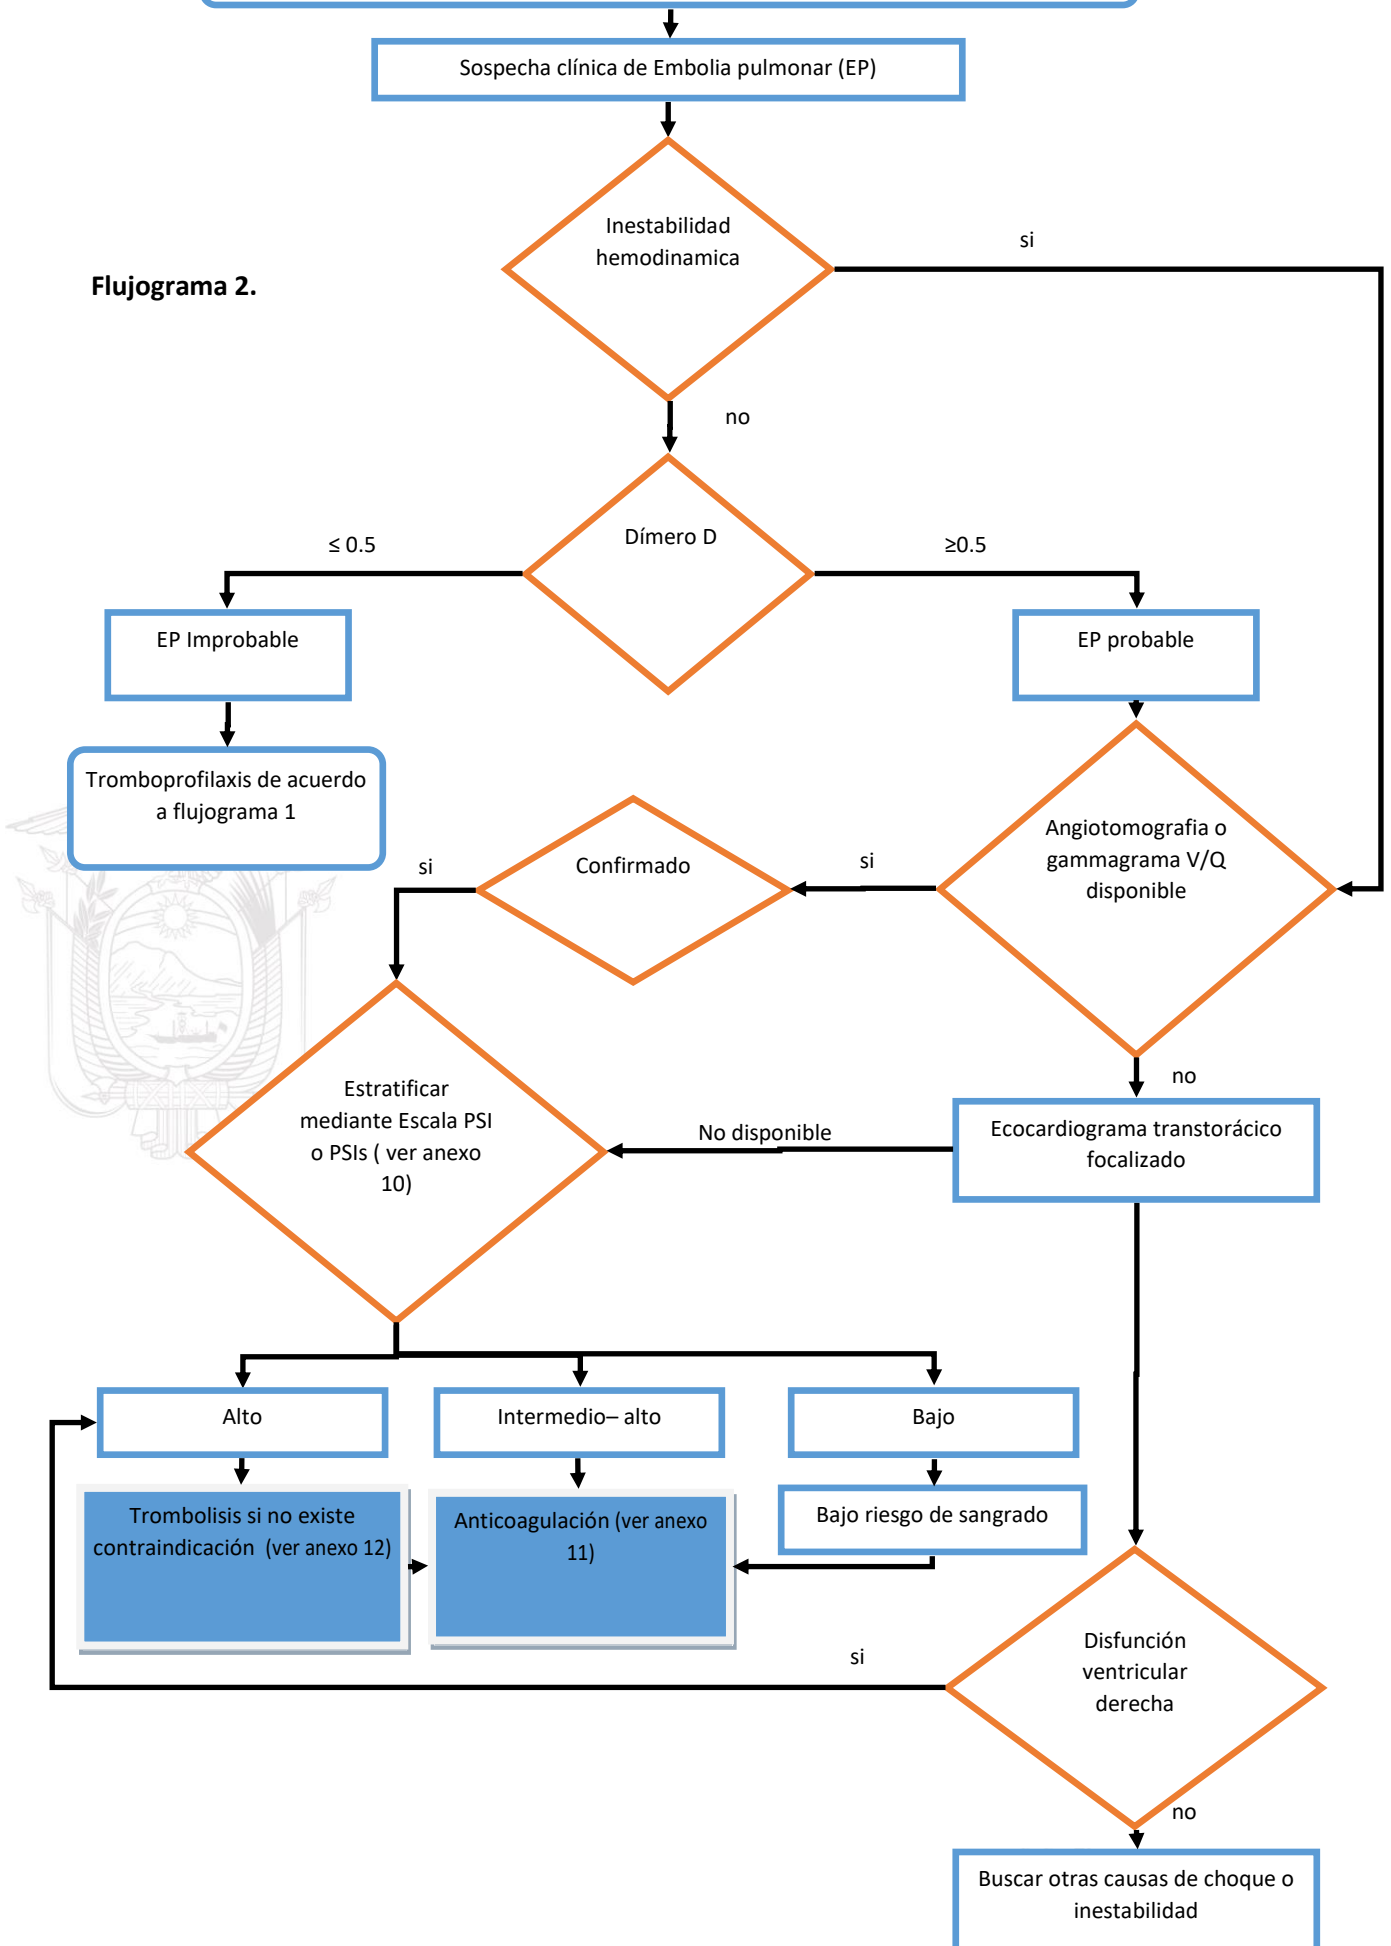 Sospecha clínica de Embolia pulmonar (EP)
Inestabilidad
hemodinamica
si
Flujograma 2.
no
Dímero D
≤ 0.5
≥0.5
EP Improbable
EP probable
Tromboprofilaxis de acuerdo
a flujograma 1
Angiotomografia o
gammagrama V/Q
disponible
si
Confirmado
si
no
Estratificar
mediante Escala PSI
o PSIs ( ver anexo
10)
No disponible
Ecocardiograma transtorácico
focalizado
Alto
Intermedio– alto
Bajo
Trombolisis si no existe
contraindicación (ver anexo 12)
Anticoagulación (ver anexo
11)
Bajo riesgo de sangrado
si
Disfunción
ventricular
derecha
no
Buscar otras causas de choque o
inestabilidad